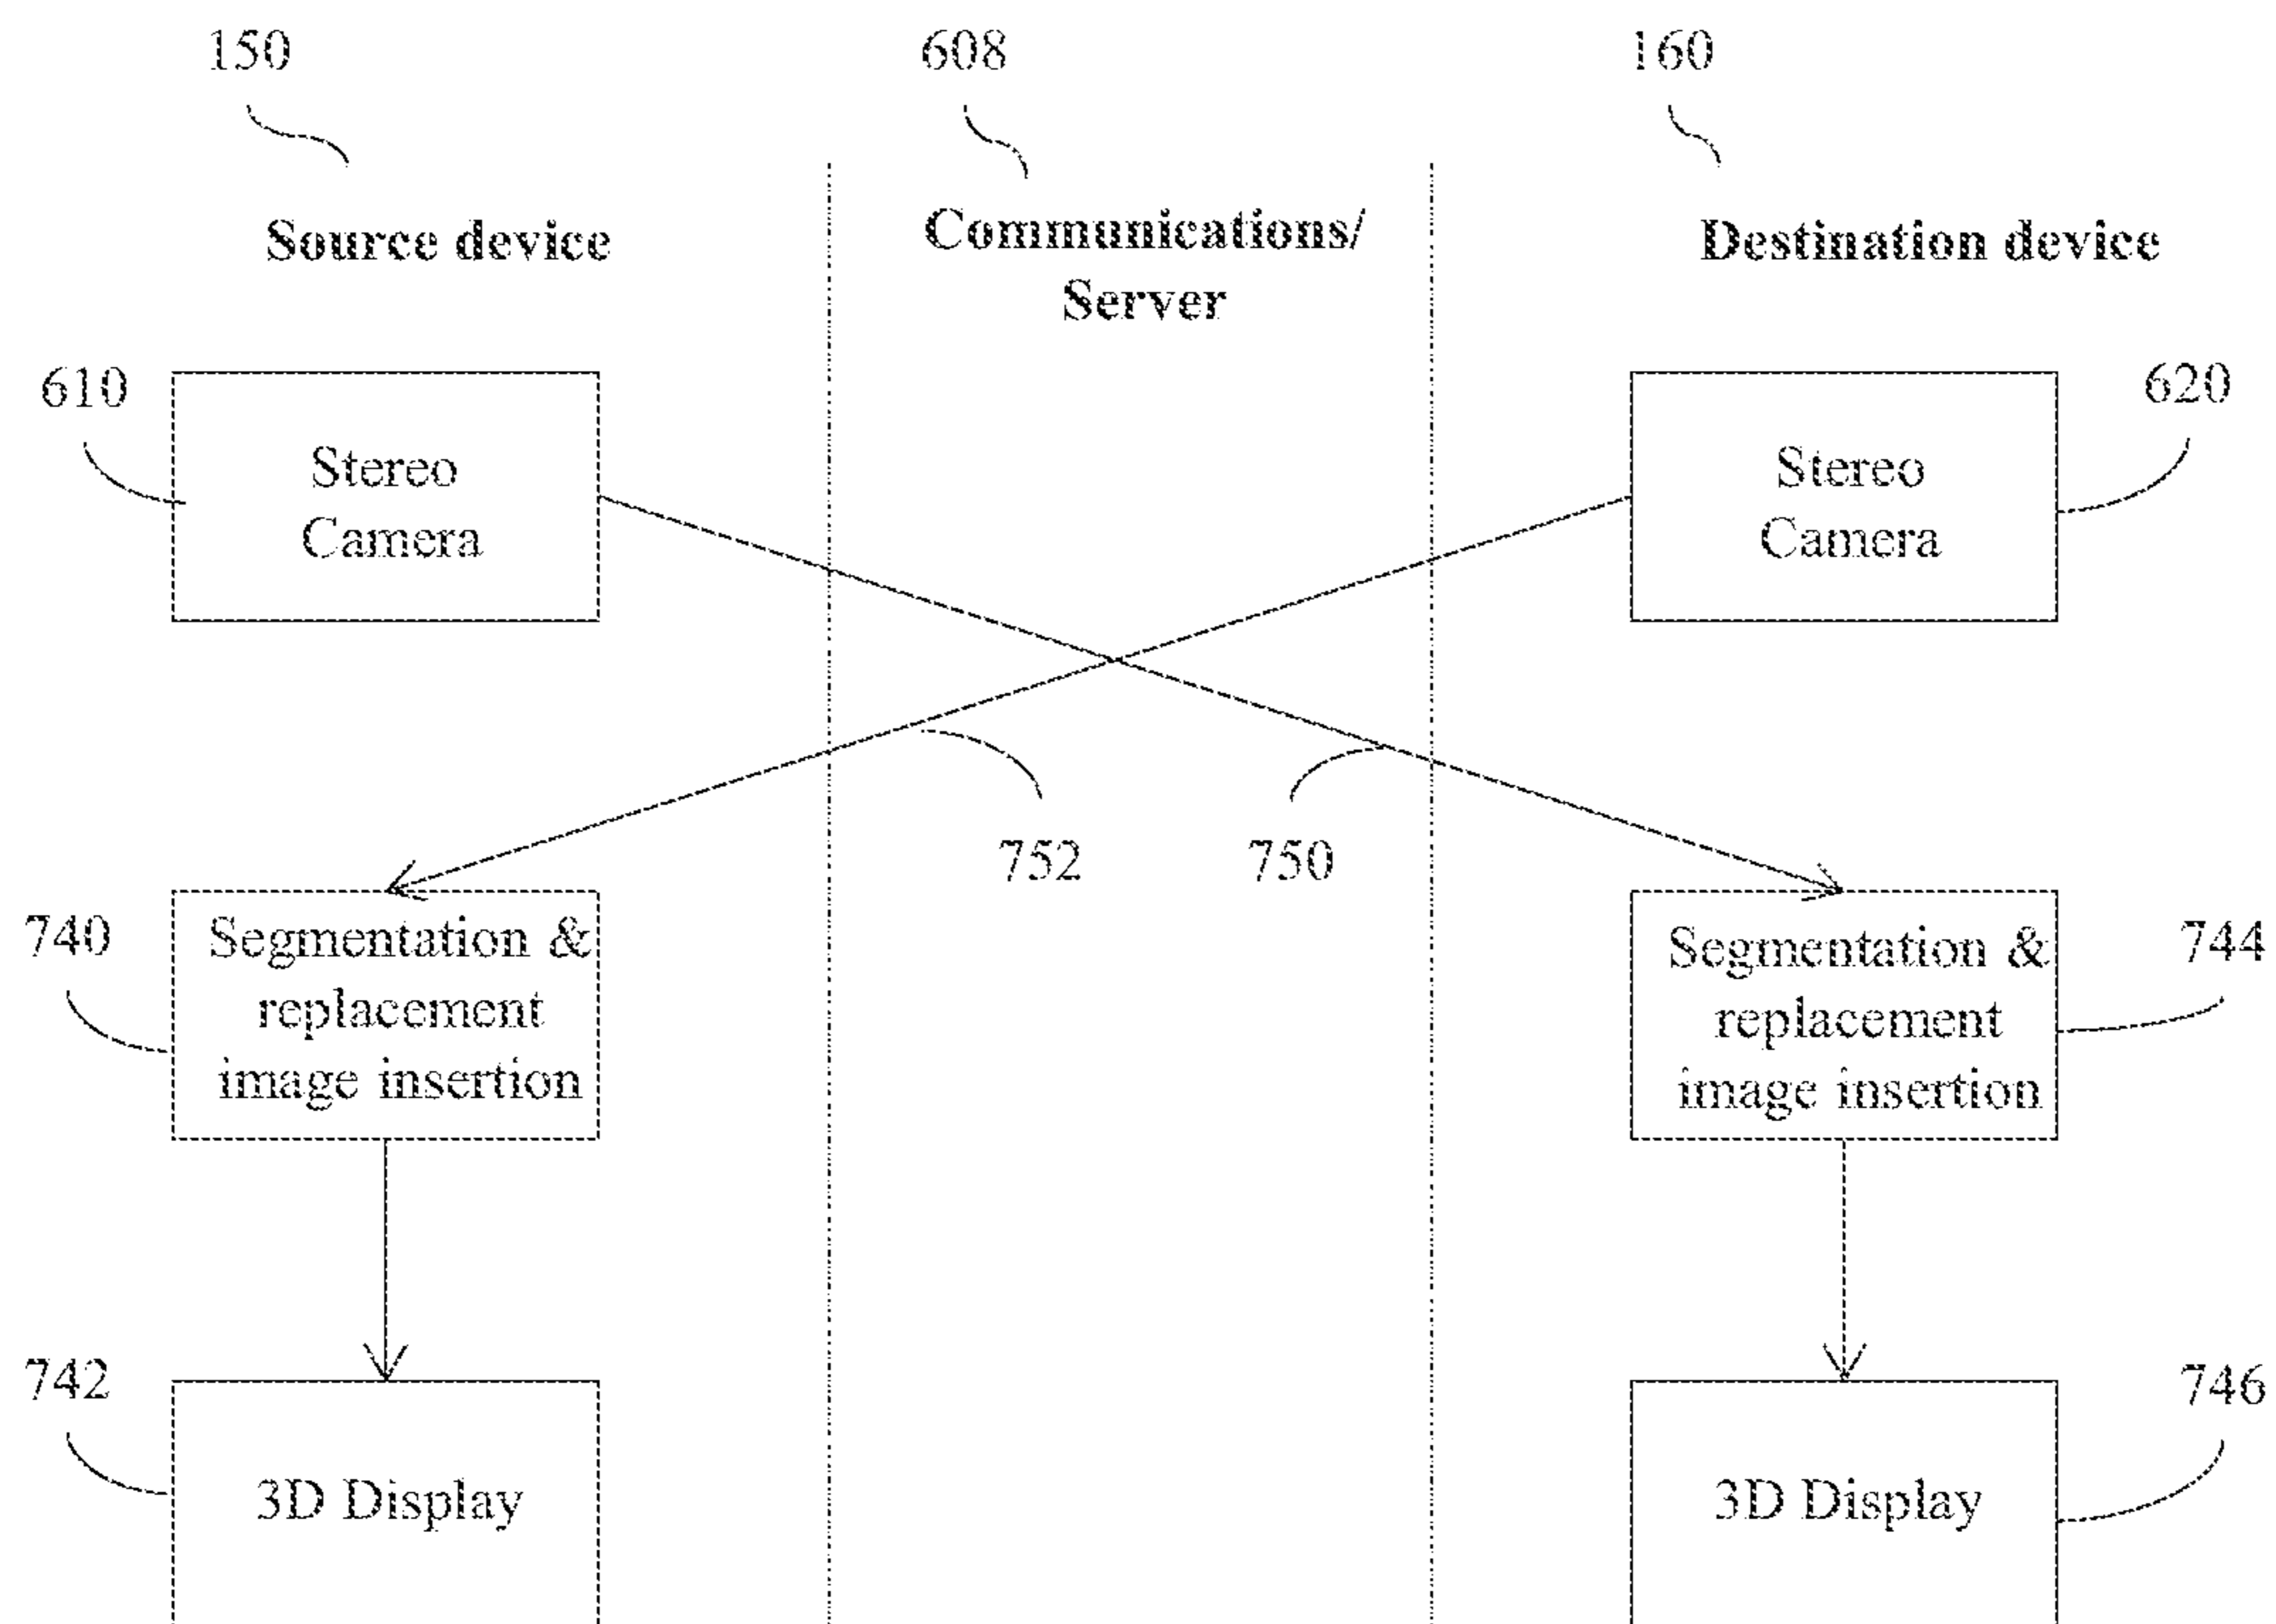 150
608
160
Source device
Communications/
Server
Destination device
610
Stereo
Camera
620
Stereo
Camera
752
750
740
Segmentation &
replacement
image insertion
744
Segmentation &
replacement
image insertion
742
3D Display
746
3D Display